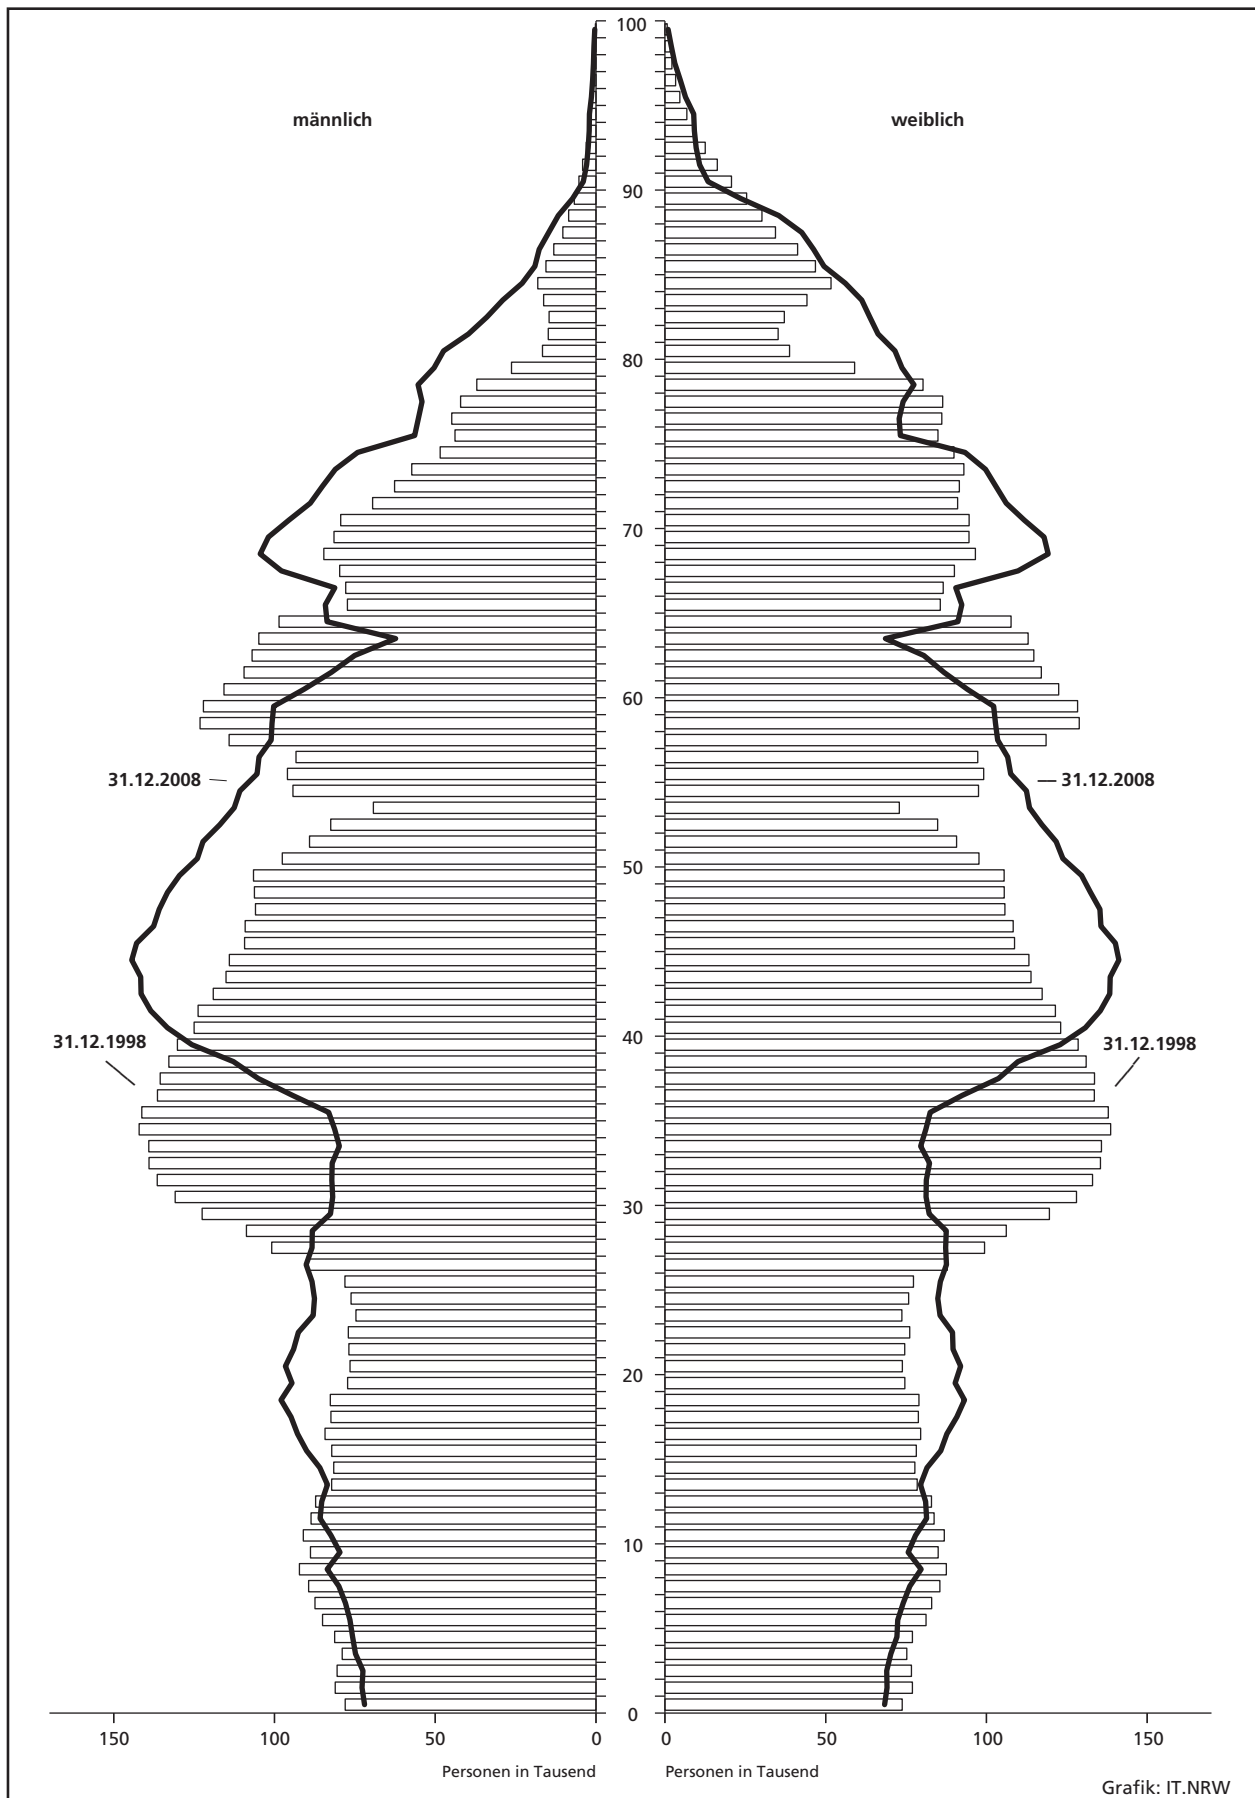 100
männlich
weiblich
90
80
70
60
31.12.2008
31.12.2008
50
40
31.12.1998
31.12.1998
30
20
10
0
150 100 50 0
0 50 100 150
Personen in Tausend
Personen in Tausend
Grafik: IT.NRW